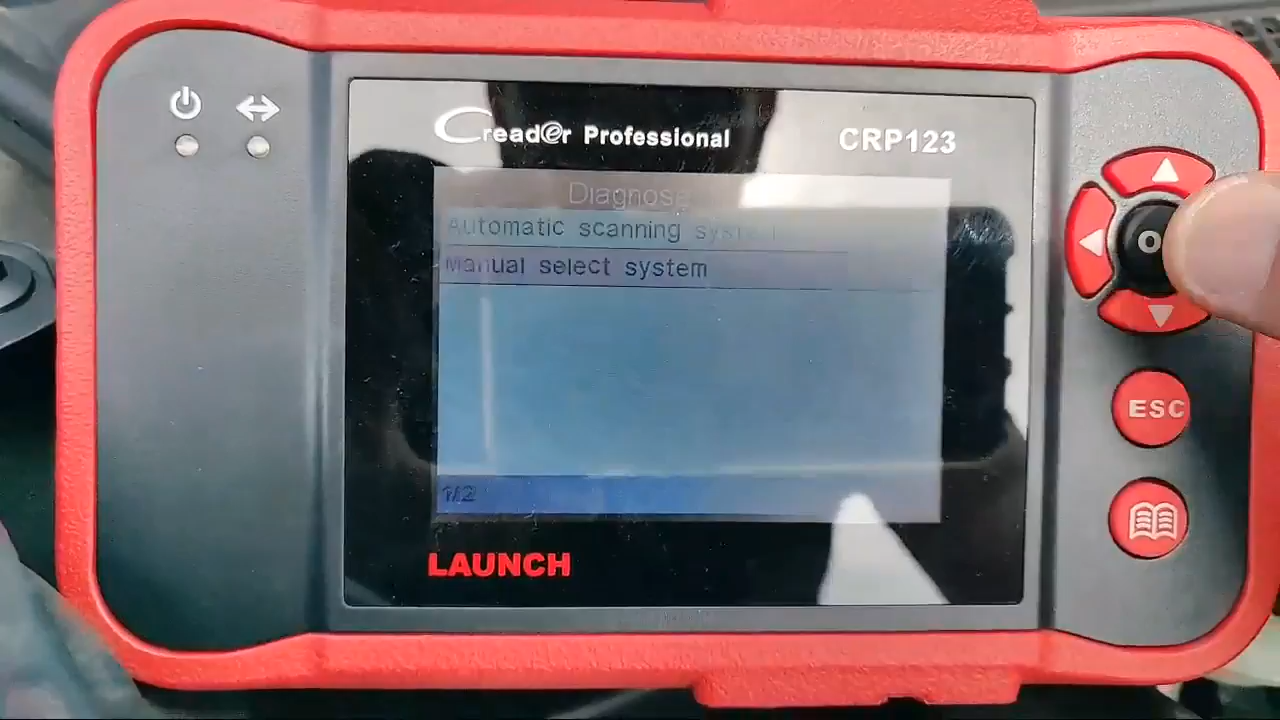 Creader Professional
CRP123
Diagnose
Automatic scanning system
Manual select system
1/2
LAUNCH
ESC